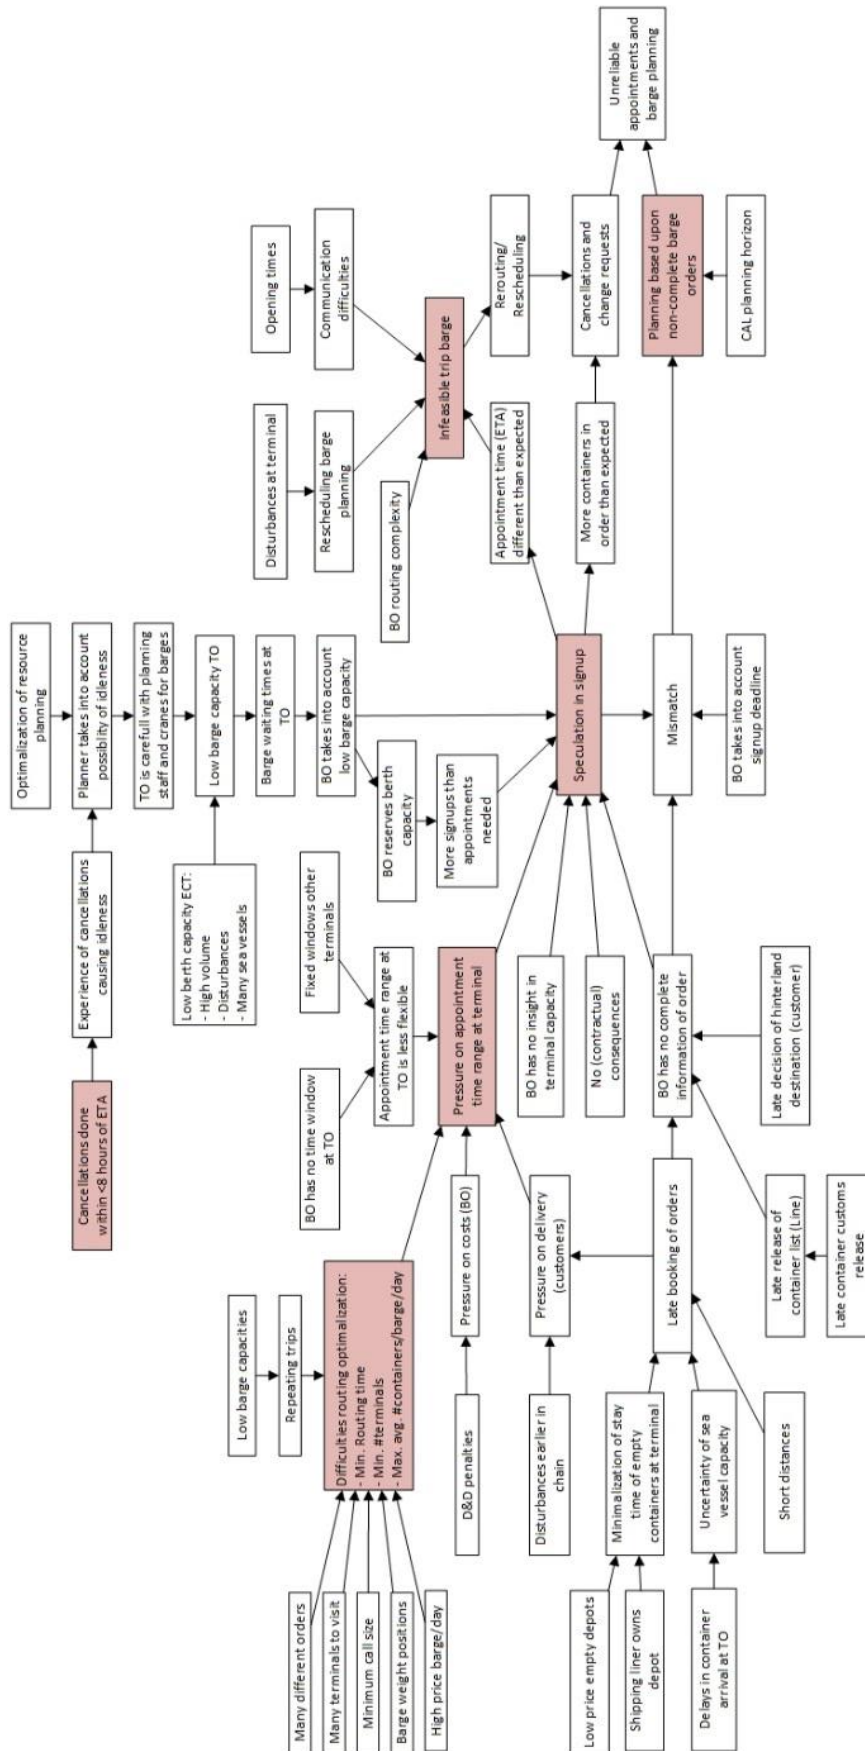 Optimalization of resource
planning
Cancellations done
within <8 hours of ETA
Experience of cancellations
causing idleness
Planner takes into account
possiblity of idleness
TO is carefull with planning
staff and cranes for barges
Low berth capacity ECT:
- High volume
- Disturbances
- Many sea vessels
Low barge capacity TO
Low barge capacities
Repeating trips
Barge waiting times at
TO
Disturbances at terminal
Opening times
Many different orders
Many terminals to visit
Minimum call size
Barge weight positions
High price barge/day
Difficulties routing optimalization:
- Min. Routing time
- Min. #terminals
- Max. avg. #containers/barge/day
BO has no time window
at TO
Fixed windows other
terminals
BO takes into account
low barge capacity
Rescheduling barge
planning
Communication
difficulties
Appointment time range at
TO is less flexible
BO reserves berth
capacity
BO routing complexity
D&D penalties
Pressure on costs (BO)
Pressure on appointment
time range at terminal
More signups than
appointments
needed
Infeasible trip barge
Disturbances earlier in
chain
Pressure on delivery
(customers)
BO has no insight in
terminal capacity
Appointment time (ETA)
different than expected
Rerouting/
Rescheduling
Low price empty depots
Shipping liner owns
depot
Minimalization of stay
time of empty
containers at terminal
No (contractual)
consequences
Speculation in signup
More containers in
order than expected
Cancellations and
change requests
Unreliable
appointments and
barge planning
Delays in container
arrival at TO
Uncertainty of sea
vessel capacity
Late booking of orders
BO has no complete
information of order
Mismatch
Planning based upon
non-complete barge
orders
Short distances
Late release of
container list (Line)
Late decision of hinterland
destination (customer)
BO takes into account
signup deadline
CAL planning horizon
Late container customs
release